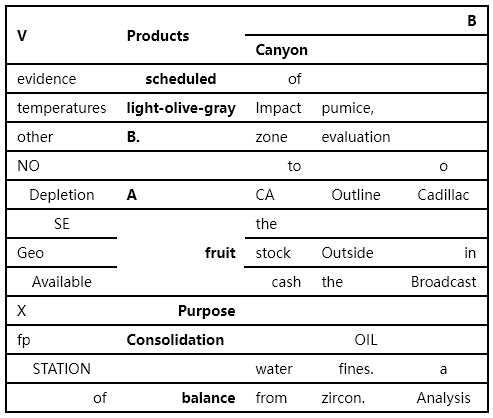 V Products B
Canyon
evidence scheduled of
temperatures light-olive-gray Impact pumice,
other B. zone evaluation
NO to o
Depletion A CA Outline Cadillac
SE the
Geo fruit stock Outside in
Available cash the Broadcast
X Purpose
fp Consolidation OIL
STATION water fines. a
of balance from zircon. Analysis